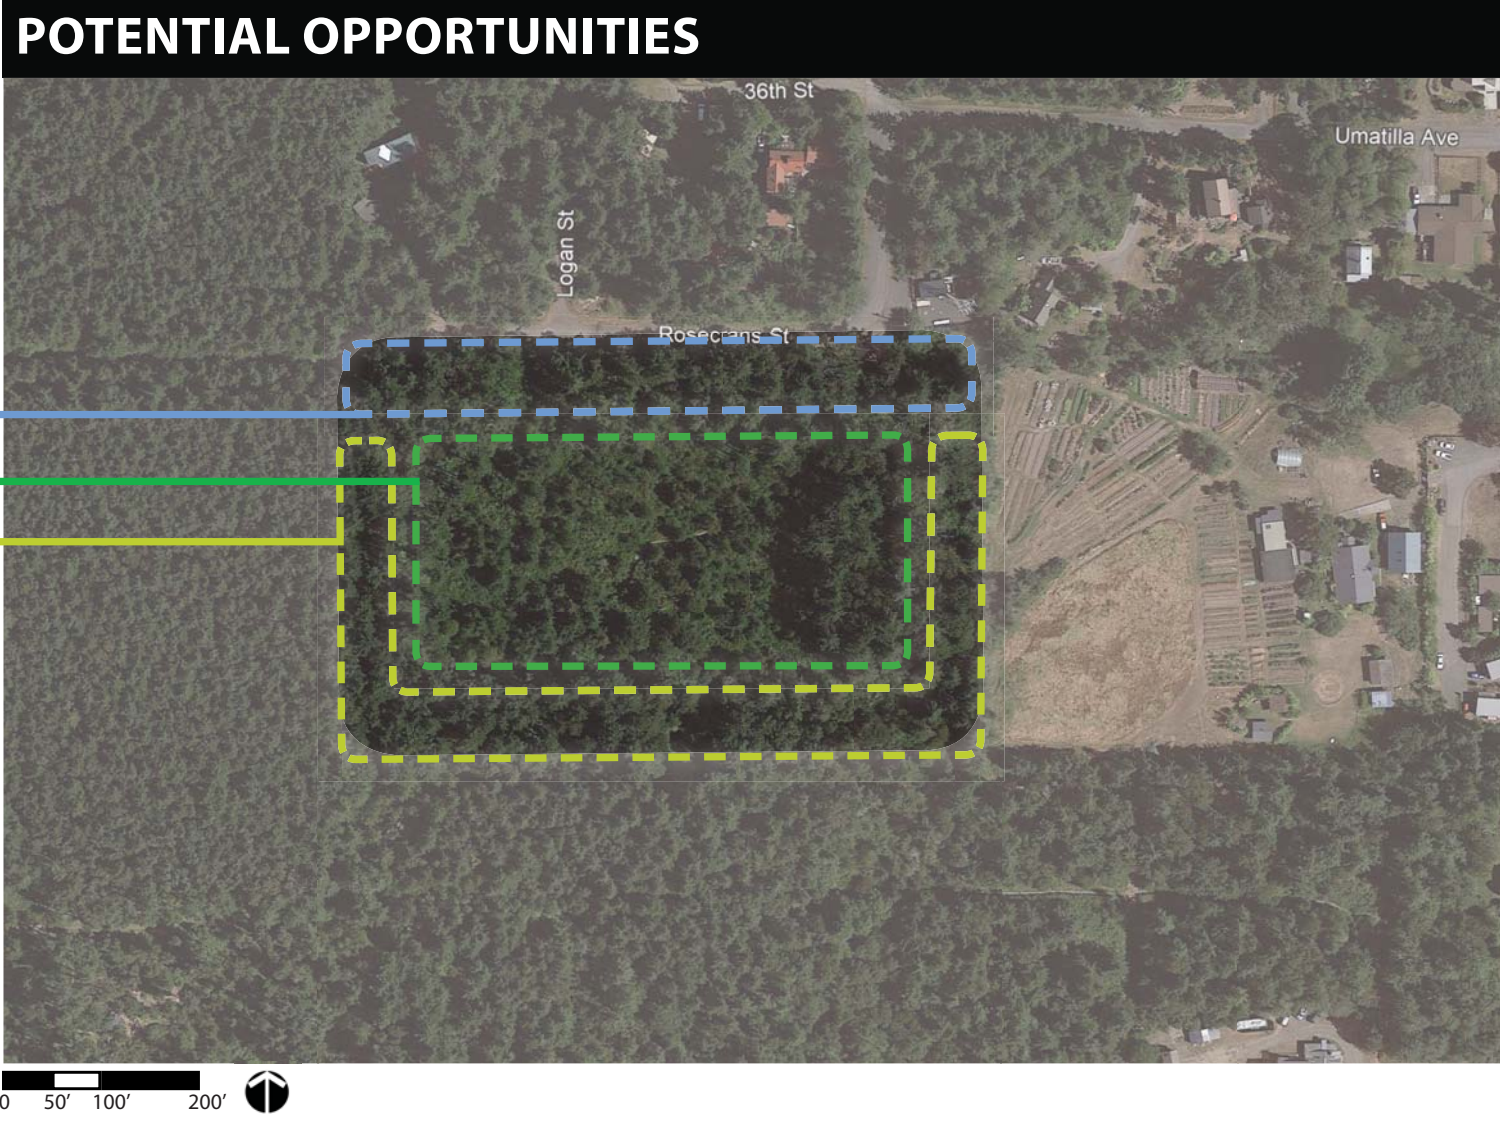 POTENTIAL OPPORTUNITIES
36th St
Umatilla Ave
Logan St
Rosecrans St
0 50’ 100’ 200’